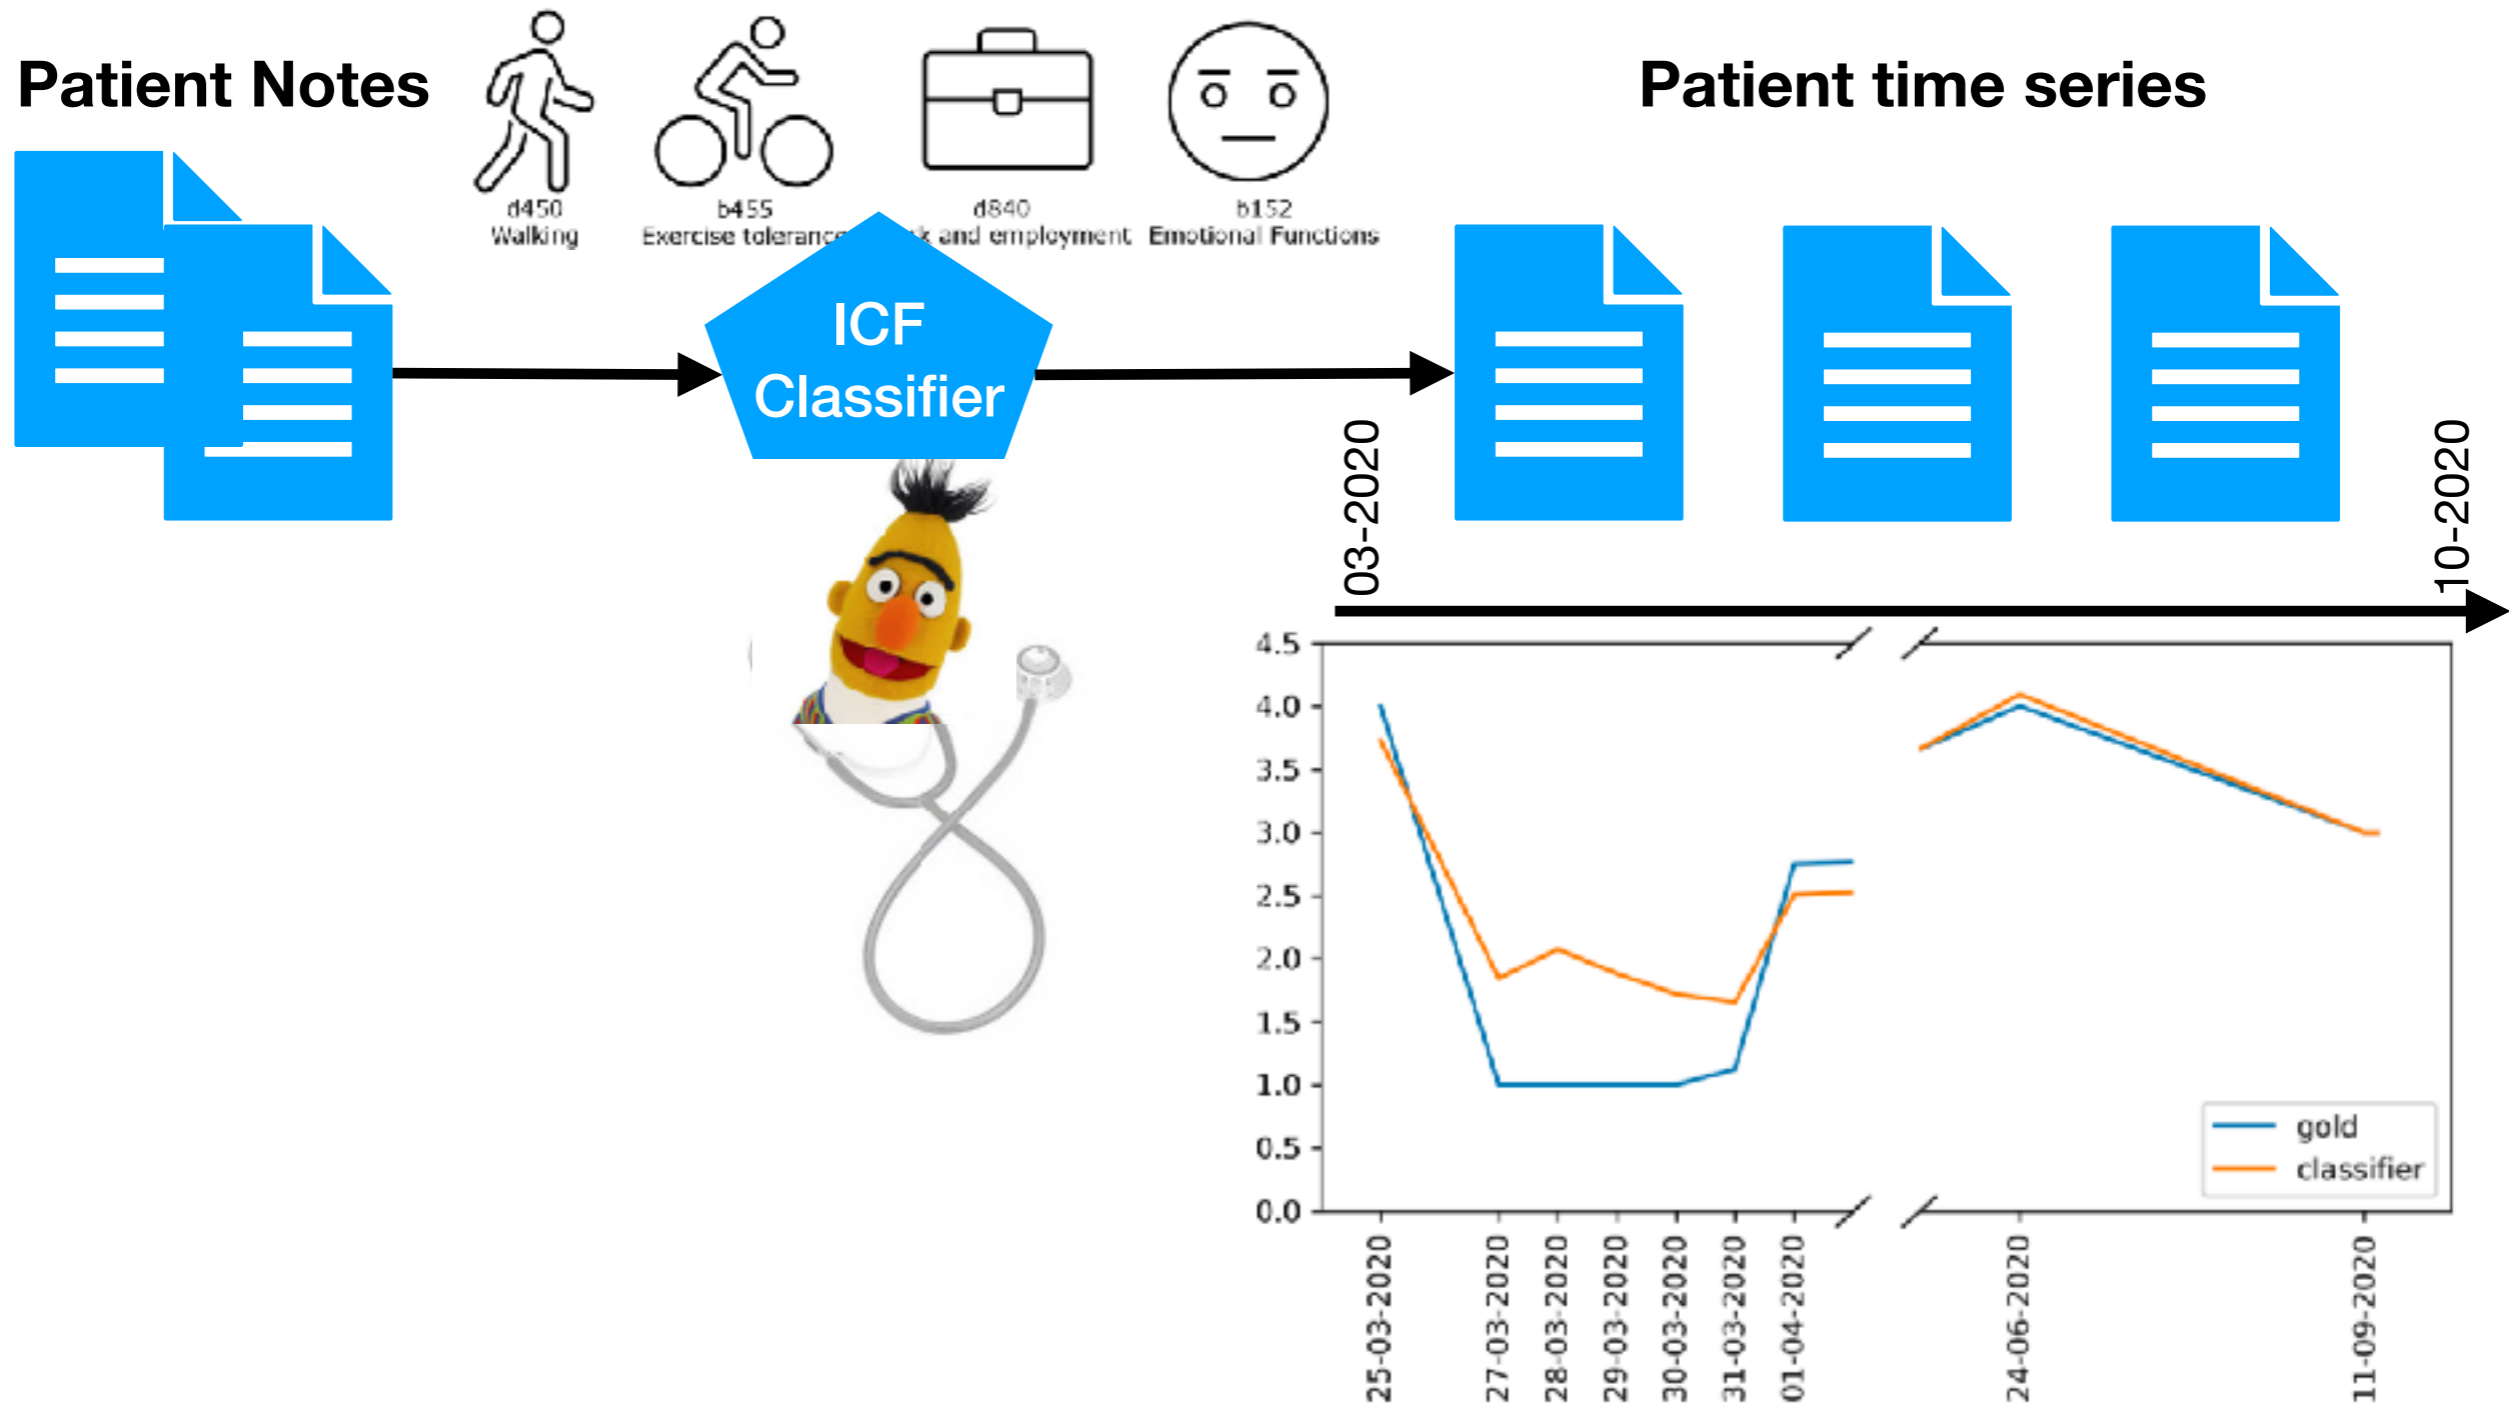 Patient Notes
d450
Walking
b455
Exercise tolerance
d840
k and employment
b152
Emotional Functions
Patient time series
ICF
Classifier
03-2020
10-2020
4.5
4.0
3.5
3.0
2.5
2.0
1.5
1.0
0.5
0.0
gold
classifier
25-03-2020
27-03-2020
28-03-2020
29-03-2020
30-03-2020
31-03-2020
01-04-2020
24-06-2020
11-09-2020